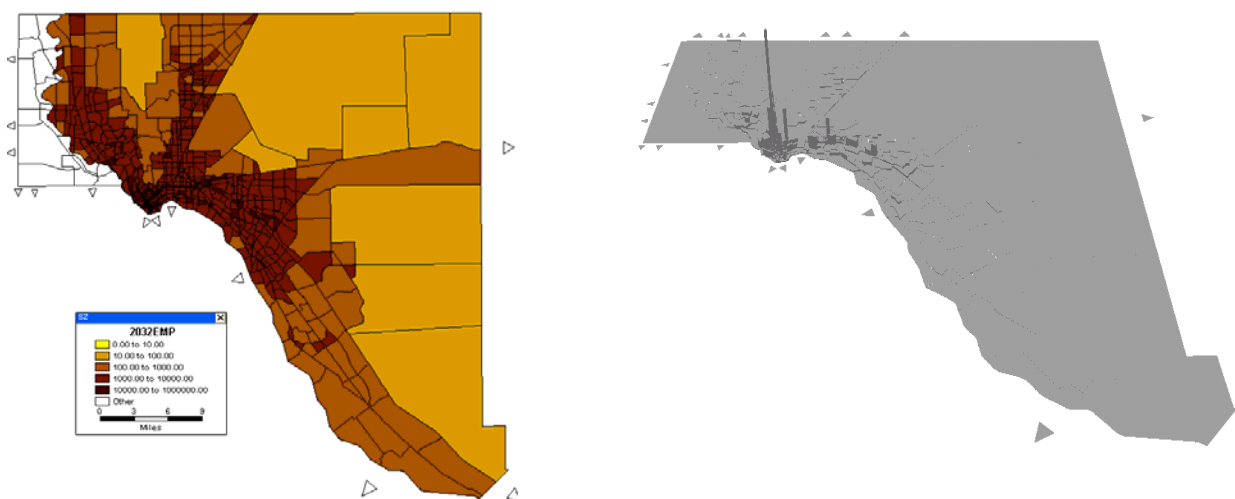 SZ
2032EMP
0.00 to 10.00
10.00 to 100.00
100.00 to 1000.00
1000.00 to 10000.00
10000.00 to 1000000.00
Other
0 3 6 9
Miles